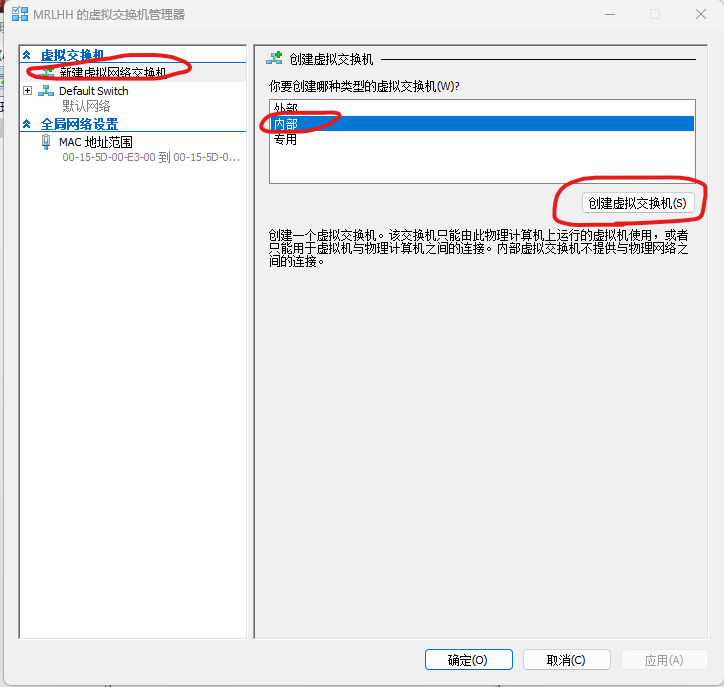 MRLHH 的虚拟交换机管理器
虚拟交换机
新建虚拟网络交换机
Default Switch
默认网络
全局网络设置
MAC 地址范围
00-15-5D-00-E3-00 到 00-15-5D-0...
创建虚拟交换机
你要创建哪种类型的虚拟交换机(W)?
外部
内部
专用
创建虚拟交换机(S)
创建一个虚拟交换机。该交换机只能由此物理计算机上运行的虚拟机使用，或者
只能用于虚拟机与物理计算机之间的连接。内部虚拟交换机不提供与物理网络之
间的连接。
确定(O)
取消(C)
应用(A)